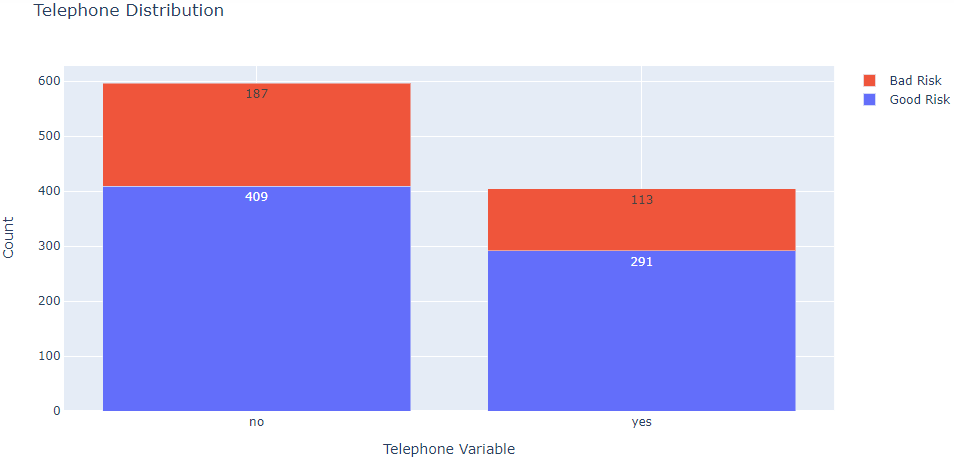 Telephone Distribution
Bad Risk
Good Risk
600
500
400
300
200
100
0
Count
187
409
113
291
no
yes
Telephone Variable